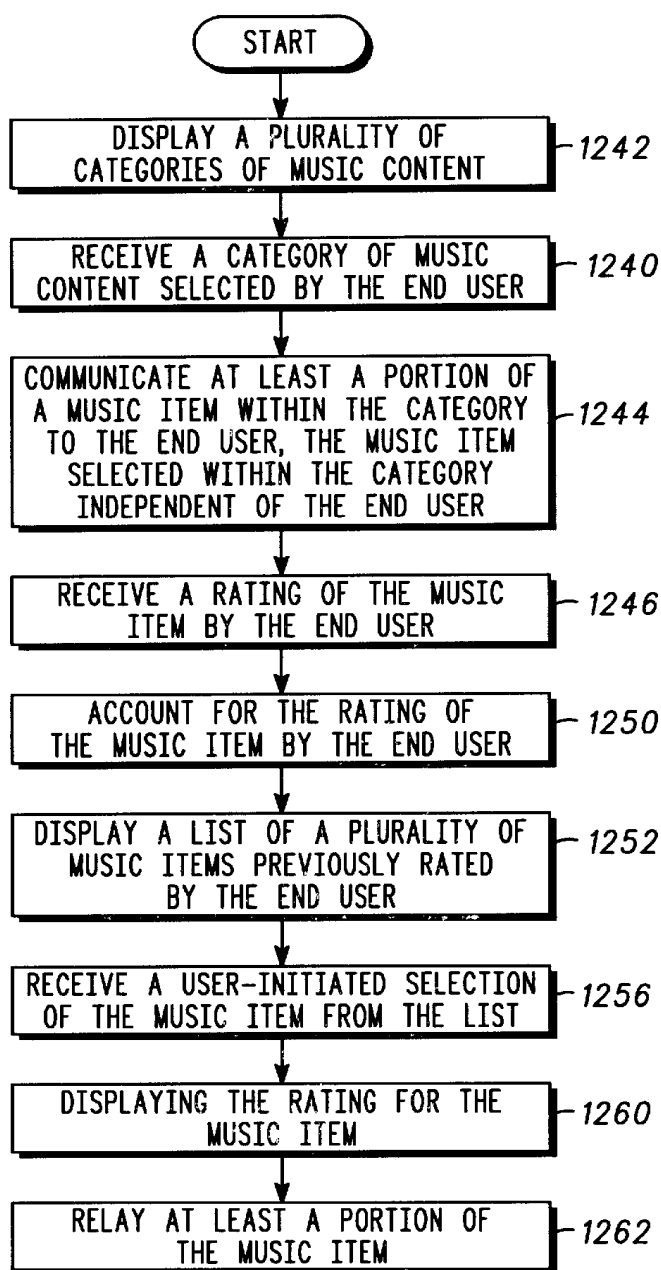 START
DISPLAY A PLURALITY OF
CATEGORIES OF MUSIC CONTENT
1242
RECEIVE A CATEGORY OF MUSIC
CONTENT SELECTED BY THE END USER
1240
COMMUNICATE AT LEAST A PORTION OF
A MUSIC ITEM WITHIN THE CATEGORY
TO THE END USER, THE MUSIC ITEM
SELECTED WITHIN THE CATEGORY
INDEPENDENT OF THE END USER
1244
RECEIVE A RATING OF THE MUSIC
ITEM BY THE END USER
1246
ACCOUNT FOR THE RATING OF
THE MUSIC ITEM BY THE END USER
1250
DISPLAY A LIST OF A PLURALITY OF
MUSIC ITEMS PREVIOUSLY RATED
BY THE END USER
1252
RECEIVE A USER-INITIATED SELECTION
OF THE MUSIC ITEM FROM THE LIST
1256
DISPLAYING THE RATING FOR THE
MUSIC ITEM
1260
RELAY AT LEAST A PORTION OF
THE MUSIC ITEM
1262